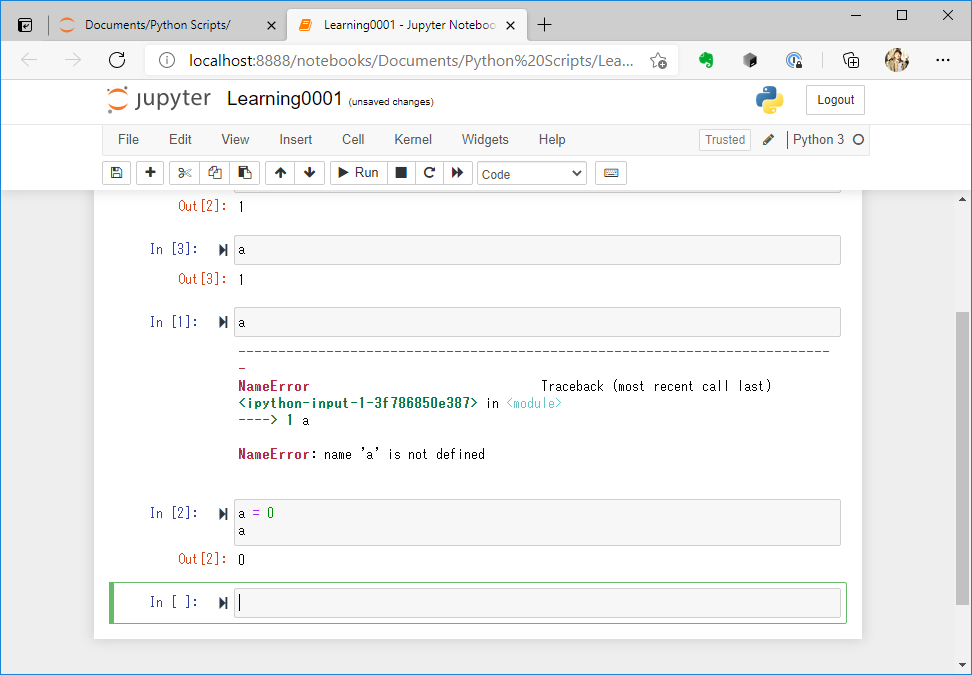 Documents/Python Scripts/
Learning0001 - Jupyter Noteboo
localhost:8888/notebooks/Documents/Python%20Scripts/Lea...
jupyter Learning0001 (unsaved changes)
Logout
File Edit View Insert Cell Kernel Widgets Help
Trusted Python 3
Run Code
Out[2]: 1
In [3]: a
Out[3]: 1
In [1]: a
---------------------------------------------------------------------------
NameError Traceback (most recent call last)
<ipython-input-1-3f786850e387> in <module>
----> 1 a
NameError: name 'a' is not defined
In [2]: a = 0
a
Out[2]: 0
In [ ]: